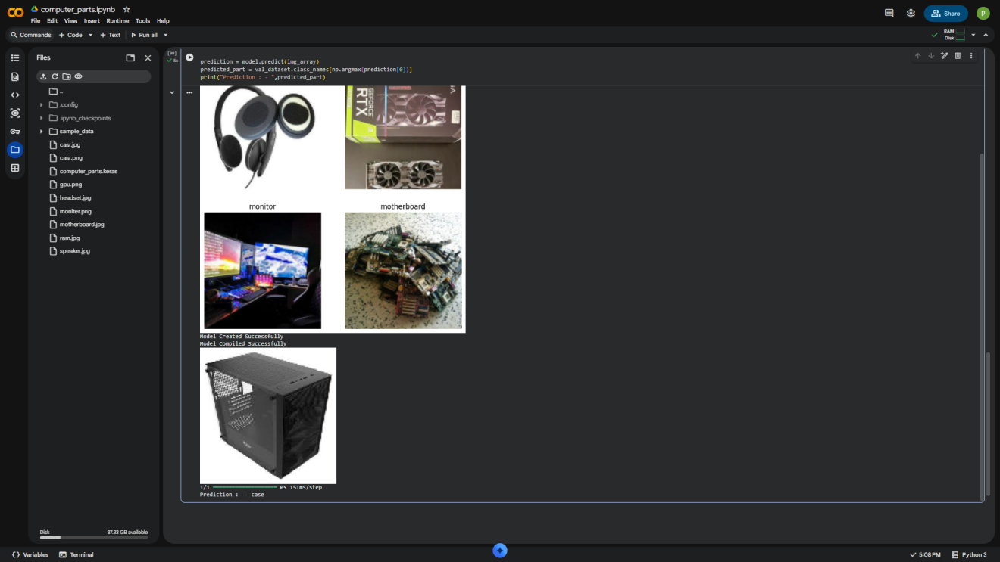 computer_parts.ipynb
File Edit View Insert Runtime Tools Help
Share
p
Commands + Code + Text Run all
RAM
Disk
Files
..
.config
.ipynb_checkpoints
sample_data
casr.jpg
casr.png
computer_parts.keras
gpu.png
headset.jpg
moniter.png
motherboard.jpg
ram.jpg
speaker.jpg
Disk 87.33 GB available
[30]
5s
prediction = model.predict(img_array)
predicted_part = val_dataset.class_names[np.argmax(prediction[0])]
print("Prediction : - ",predicted_part)
GEFORCE
RTX
monitor motherboard
Model Created Successfully
Model Compiled Successfully
1/1 0s 151ms/step
Prediction : - case
Variables Terminal
5:08 PM Python 3